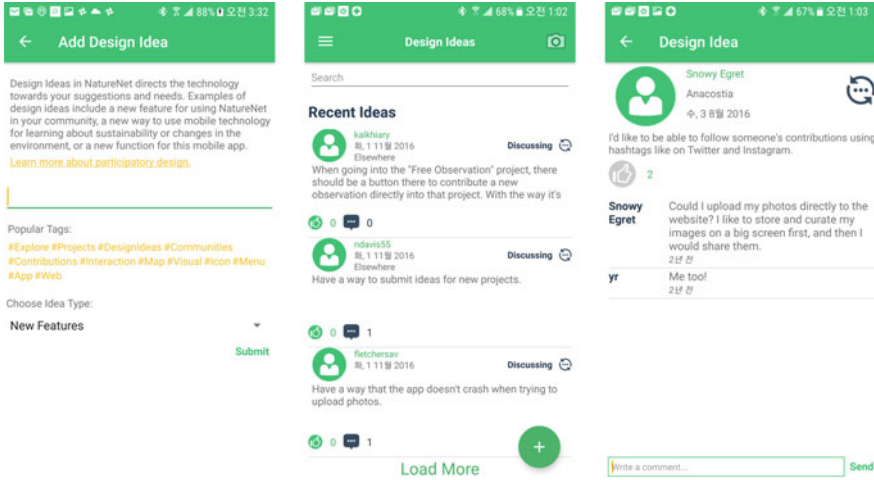 88% 오전 3:32
Add Design Idea
Design Ideas in NatureNet directs the technology
towards your suggestions and needs. Examples of
design ideas include a new feature for using NatureNet
in your community, a new way to use mobile technology
for learning about sustainability or changes in the
environment, or a new function for this mobile app.
Learn more about participatory design.
Popular Tags:
#Explore #Projects #DesignIdeas #Communities
#Contributions #Interaction #Map #Visual #Icon #Menu
#App #Web
Choose Idea Type:
New Features
Submit
68% 오전 1:02
Design Ideas
Search
Recent Ideas
kalkhiary
화, 1 11월 2016
Discussing
Elsewhere
When going into the "Free Observation" project, there
should be a button there to contribute a new
observation directly into that project. With the way it's
0 0
ndavis55
화, 1 11월 2016
Discussing
Elsewhere
Have a way to submit ideas for new projects.
0 1
fletchersav
화, 1 11월 2016
Discussing
Have a way that the app doesn't crash when trying to
upload photos.
0 1
+
Load More
67% 오전 1:03
Design Idea
Snowy Egret
Anacostia
수, 3 8월 2016
I'd like to be able to follow someone's contributions using
hashtags like on Twitter and Instagram.
2
Snowy Egret
Could I upload my photos directly to the
website? I like to store and curate my
images on a big screen first, and then I
would share them.
2년 전
yr
Me too!
2년 전
Write a comment...
Send